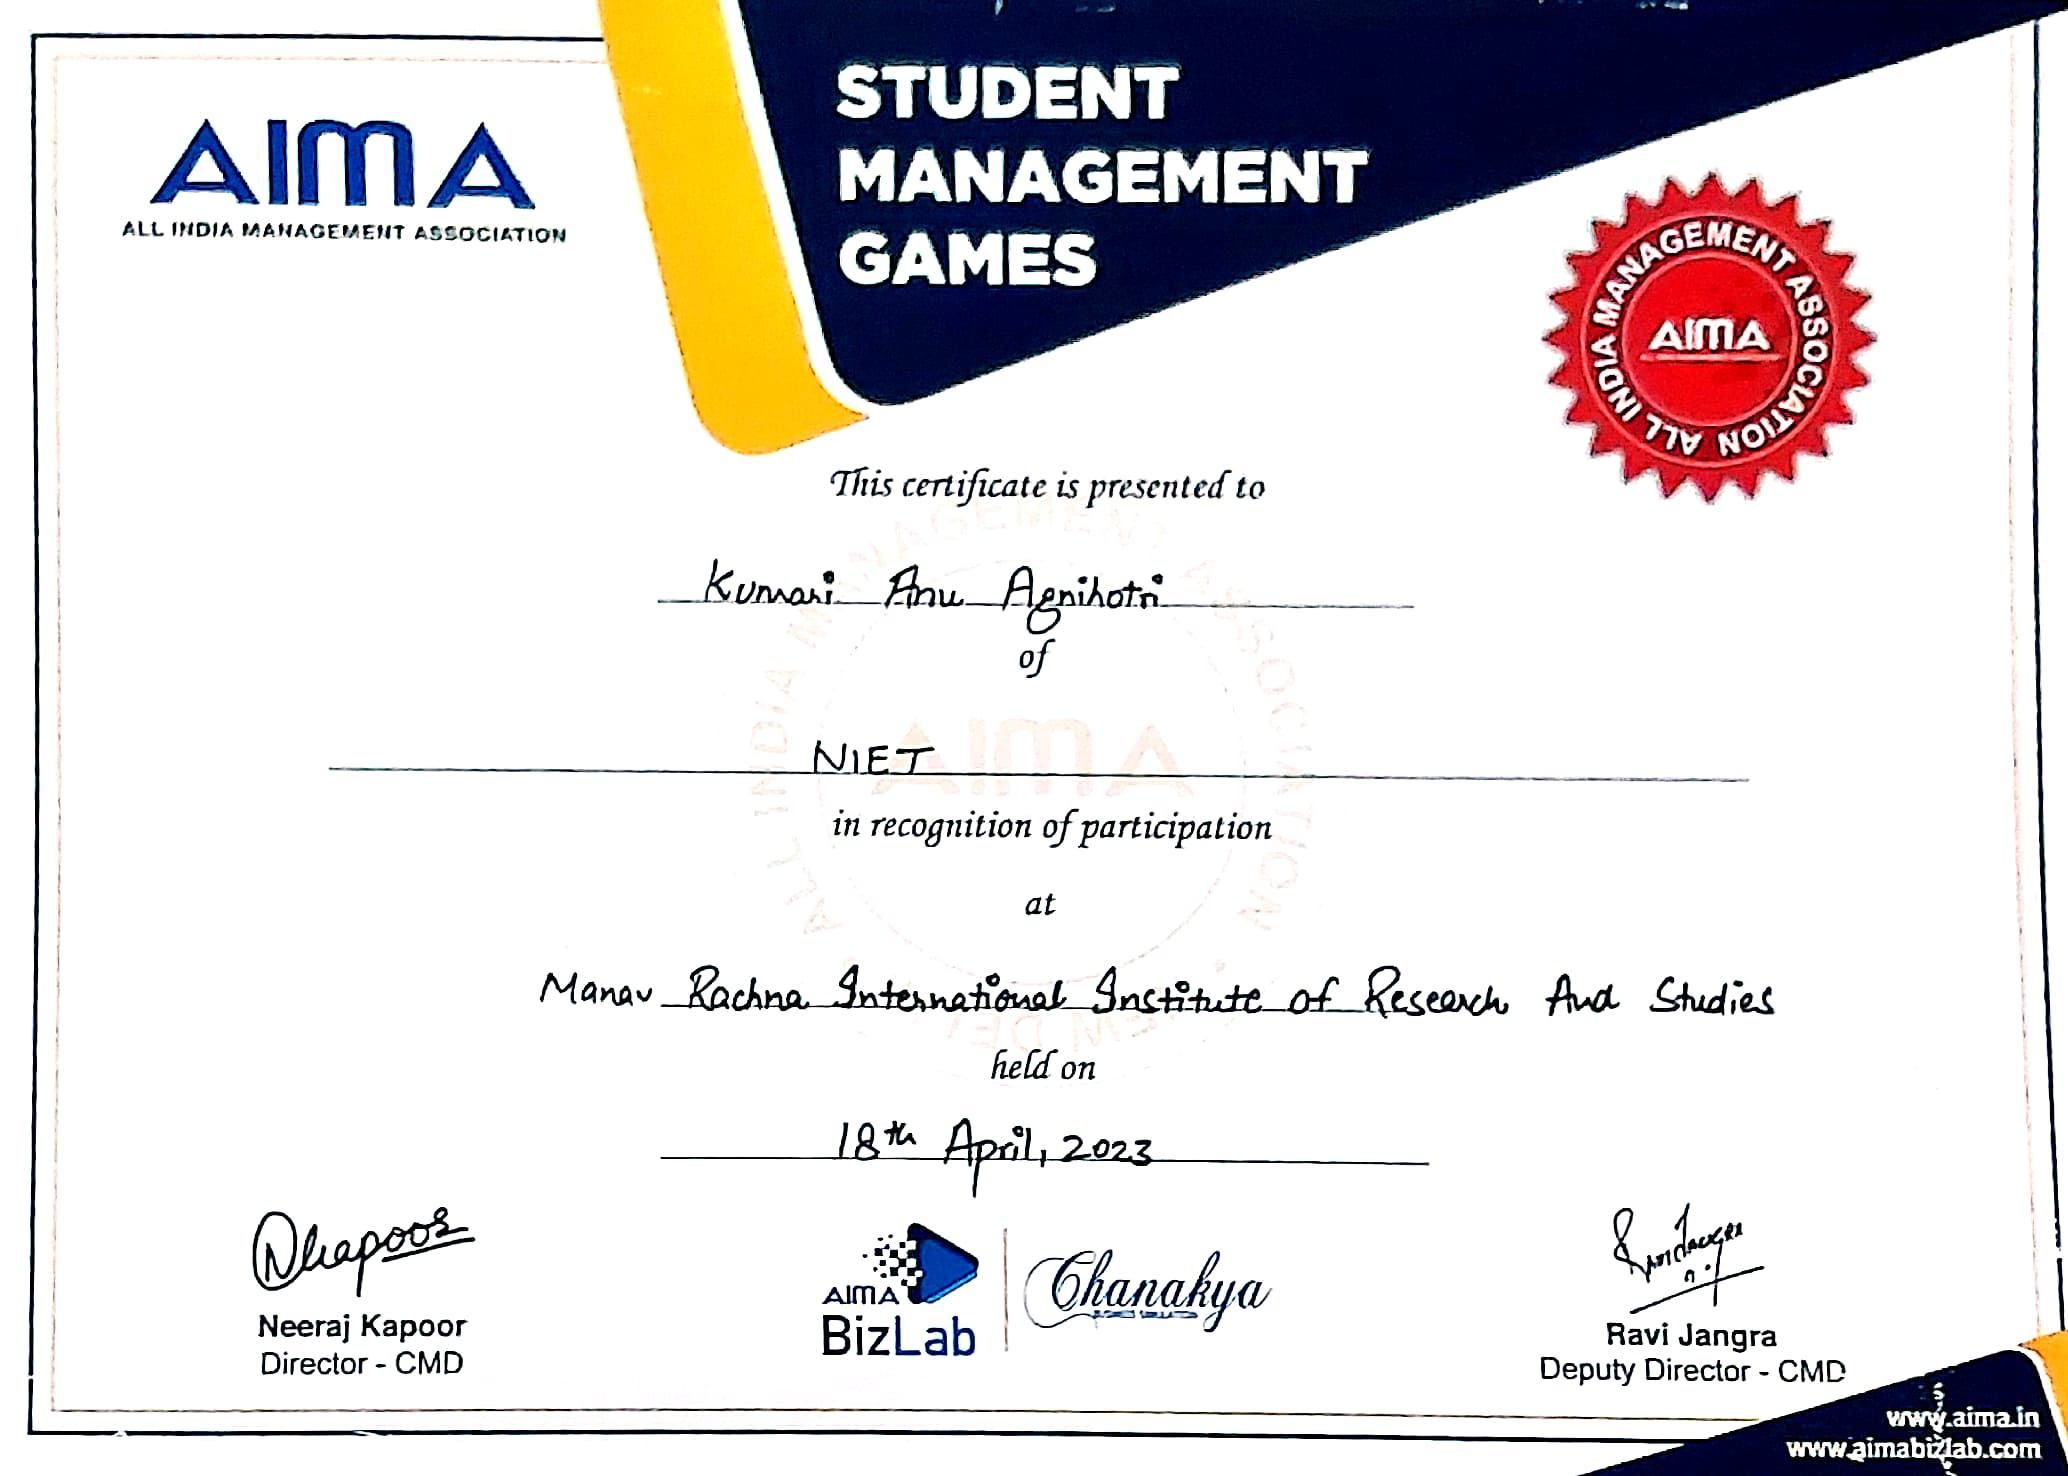 AIMA
ALL INDIA MANAGEMENT ASSOCIATION
STUDENT
MANAGEMENT
GAMES
ALL INDIA MANAGEMENT ASSOCIATION
AIMA
This certificate is presented to
Kumari Anu Agnihotri
of
NIET
in recognition of participation
at
Manav Rachna International Institute of Research And Studies
held on
18th April, 2023
Neeraj Kapoor
Director - CMD
AIMA
BizLab
Chanakya
Ravi Jangra
Deputy Director - CMD
www.aima.in
www.aimabizlab.com